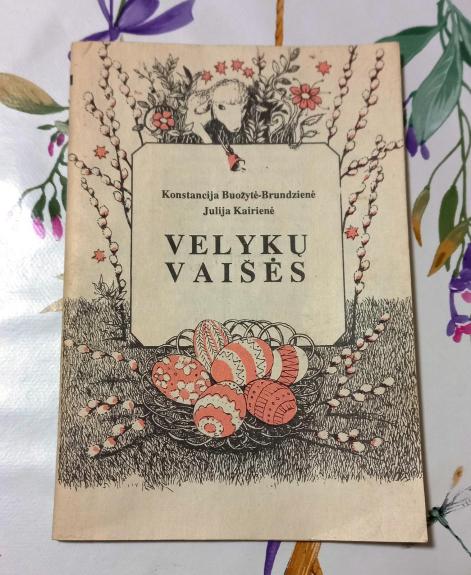 Konstancija Buožytė-Brundzienė
Julija Kairienė
VELYKŲ
VAIŠĖS